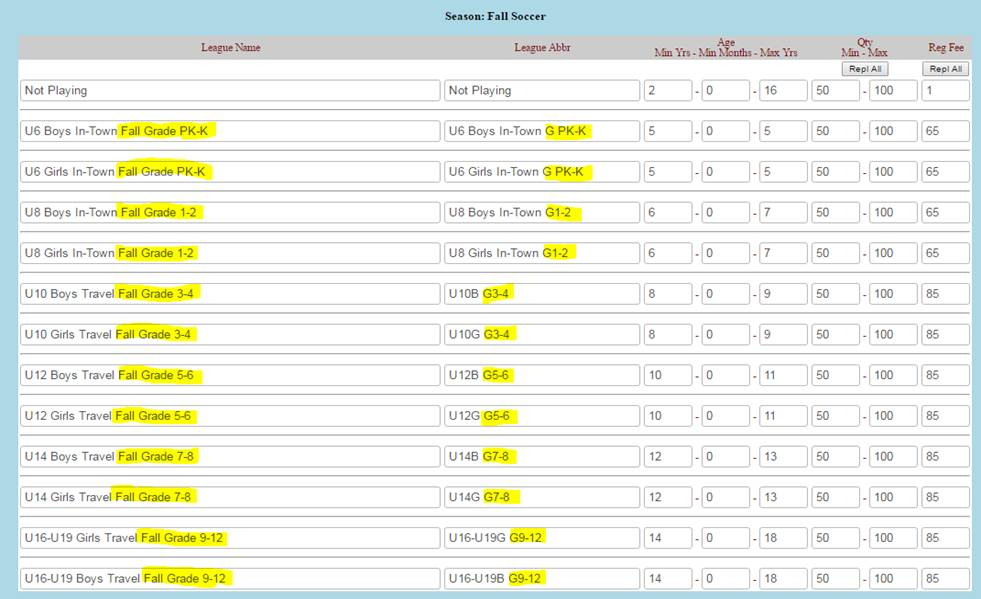 Season: Fall Soccer
League Name League Abbr Age Min Yrs - Min Months - Max Yrs Qty Min - Max Reg Fee
Repl All Repl All
Not Playing Not Playing 2 - 0 - 16 50 - 100 1
U6 Boys In-Town Fall Grade PK-K U6 Boys In-Town G PK-K 5 - 0 - 5 50 - 100 65
U6 Girls In-Town Fall Grade PK-K U6 Girls In-Town G PK-K 5 - 0 - 5 50 - 100 65
U8 Boys In-Town Fall Grade 1-2 U8 Boys In-Town G1-2 6 - 0 - 7 50 - 100 65
U8 Girls In-Town Fall Grade 1-2 U8 Girls In-Town G1-2 6 - 0 - 7 50 - 100 65
U10 Boys Travel Fall Grade 3-4 U10B G3-4 8 - 0 - 9 50 - 100 85
U10 Girls Travel Fall Grade 3-4 U10G G3-4 8 - 0 - 9 50 - 100 85
U12 Boys Travel Fall Grade 5-6 U12B G5-6 10 - 0 - 11 50 - 100 85
U12 Girls Travel Fall Grade 5-6 U12G G5-6 10 - 0 - 11 50 - 100 85
U14 Boys Travel Fall Grade 7-8 U14B G7-8 12 - 0 - 13 50 - 100 85
U14 Girls Travel Fall Grade 7-8 U14G G7-8 12 - 0 - 13 50 - 100 85
U16-U19 Girls Travel Fall Grade 9-12 U16-U19G G9-12 14 - 0 - 18 50 - 100 85
U16-U19 Boys Travel Fall Grade 9-12 U16-U19B G9-12 14 - 0 - 18 50 - 100 85